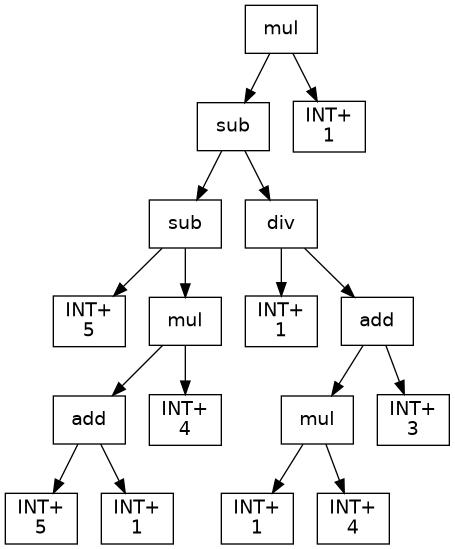 mul
sub
INT+
1
sub
div
INT+
5
mul
INT+
1
add
add
INT+
4
mul
INT+
3
INT+
5
INT+
1
INT+
1
INT+
4